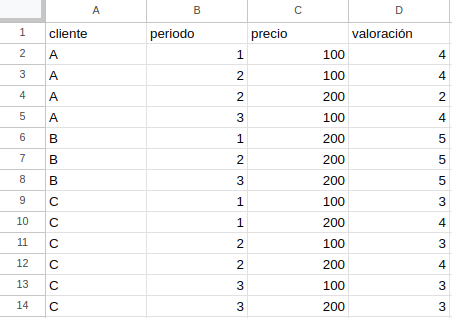 A B C D
1 cliente periodo precio valoración
2 A 1 100 4
3 A 2 100 4
4 A 2 200 2
5 A 3 100 4
6 B 1 200 5
7 B 2 200 5
8 B 3 200 5
9 C 1 100 3
10 C 1 200 4
11 C 2 100 3
12 C 2 200 4
13 C 3 100 3
14 C 3 200 3